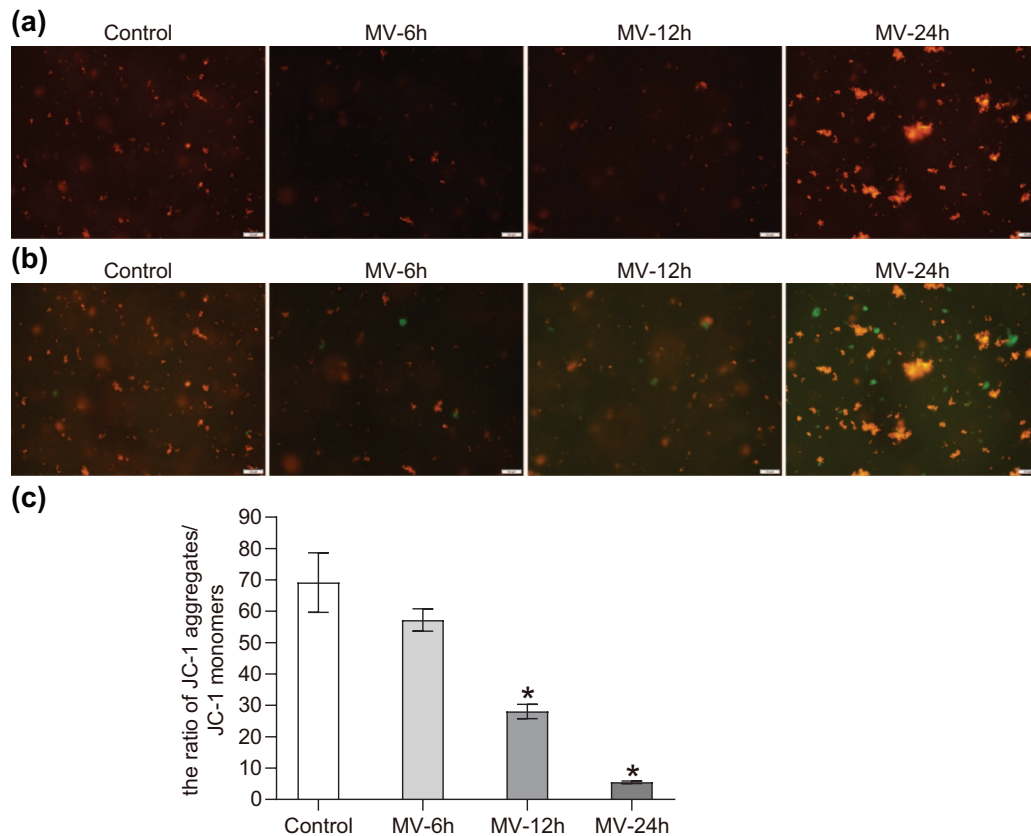 (a)
Control MV-6h MV-12h MV-24h
(b)
Control MV-6h MV-12h MV-24h
(c)
the ratio of JC-1 aggregates/
JC-1 monomers
90
80
70
60
50
40
30
20
10
0
*
*
Control MV-6h MV-12h MV-24h